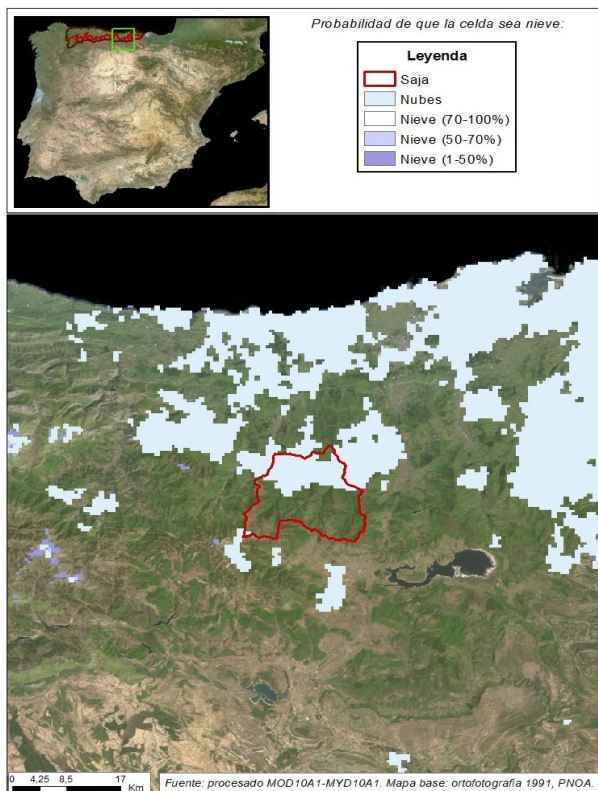 Probabilidad de que la celda sea nieve:
Leyenda
Saja
Nubes
Nieve (70-100%)
Nieve (50-70%)
Nieve (1-50%)
0 4,25 8,5 17
Km
Fuente: procesado MOD10A1-MYD10A1. Mapa base: ortofotografia 1991, PNOA.